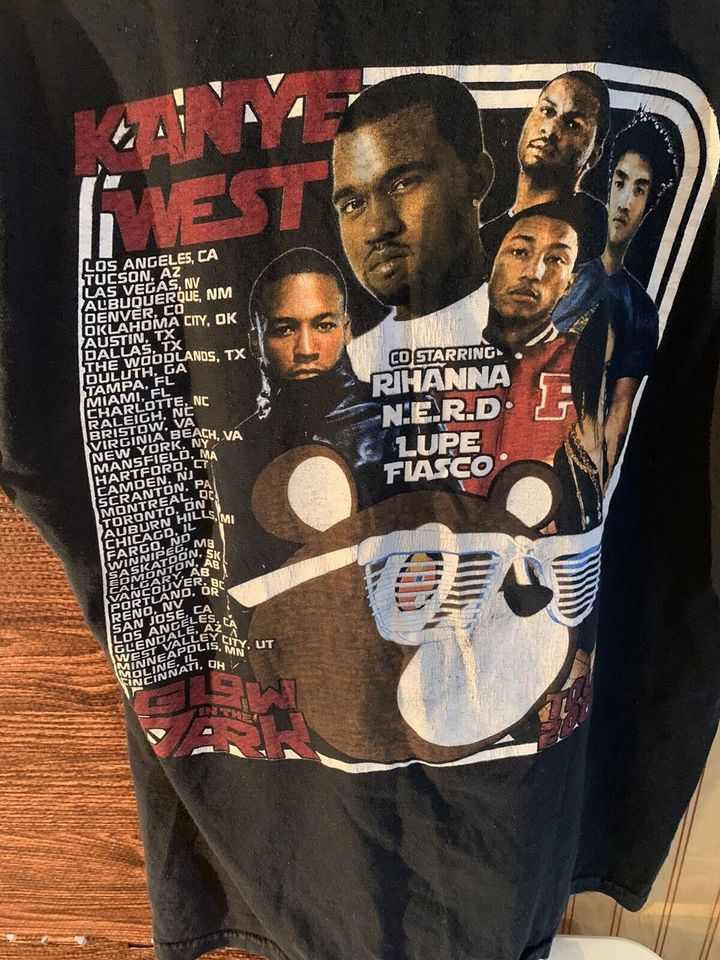 KANYE
WEST
LOS ANGELES, CA
TUCSON, AZ
LAS VEGAS, NV
ALBUQUERQUE, NM
DENVER, CO
OKLAHOMA CITY, OK
AUSTIN, TX
DALLAS, TX
THE WOODLANDS, TX
DULUTH, GA
TAMPA, FL
MIAMI, FL
CHARLOTTE, NC
RALEIGH, NC
BRISTOW, VA
VIRGINIA BEACH, VA
NEW YORK, NY
MANSFIELD, MA
HARTFORD, CT
CAMDEN, NJ
SCRANTON, PA
MONTREAL, QC
TORONTO, ON
AUBURN HILLS, MI
CHICAGO, IL
FARGO, ND
WINNIPEG, MB
SASKATOON, SK
EDMONTON, AB
CALGARY, AB
VANCOUVER, BC
PORTLAND, OR
RENO, NV
SAN JOSE, CA
LOS ANGELES, CA
GLENDALE, AZ
WEST VALLEY CITY, UT
MINNEAPOLIS, MN
MOLINE, IL
CINCINNATI, OH
CO STARRING
RIHANNA
N.E.R.D
LUPE
FIASCO
F
GLOW
IN THE
DARK